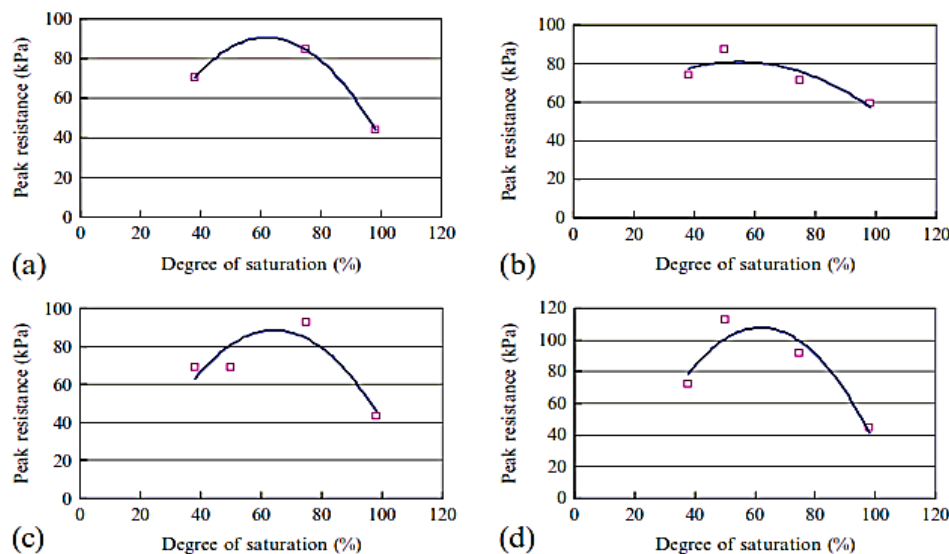 Peak resistance (kPa)
100
80
60
40
20
0
0 20 40 60 80 100 120
Degree of saturation (%)
(a)
Peak resistance (kPa)
100
80
60
40
20
0
0 20 40 60 80 100 120
Degree of saturation (%)
(b)
Peak resistance (kPa)
100
80
60
40
20
0
0 20 40 60 80 100 120
Degree of saturation (%)
(c)
Peak resistance (kPa)
120
100
80
60
40
20
0
0 20 40 60 80 100 120
Degree of saturation (%)
(d)